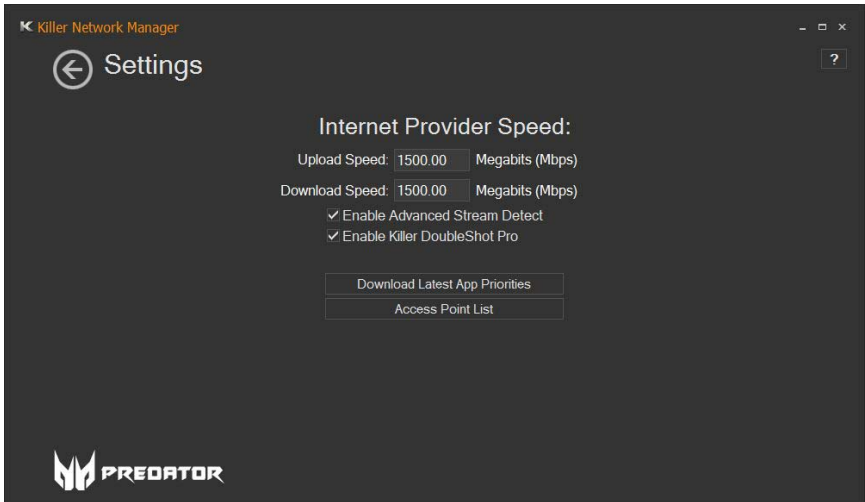 Killer Network Manager
Settings
?
Internet Provider Speed:
Upload Speed: 1500.00 Megabits (Mbps)
Download Speed: 1500.00 Megabits (Mbps)
Enable Advanced Stream Detect
Enable Killer DoubleShot Pro
Download Latest App Priorities
Access Point List
PREDATOR